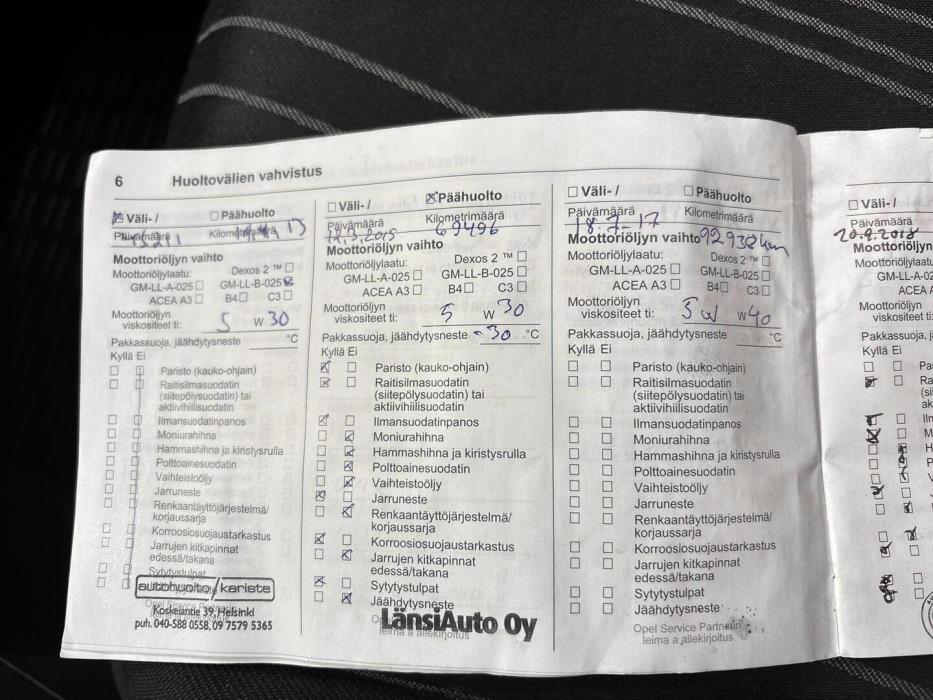 6 Huoltovälien vahvistus
☒ Väli- / ☐ Päähuolto
Päivämäärä Kilometrimäärä
Moottoriöljyn vaihto
Moottoriöljylaatu: Dexos 2 ™ ☐
GM-LL-A-025 ☐ GM-LL-B-025 ☒
ACEA A3 ☐ B4 ☐ C3 ☐
Moottoriöljyn
viskositeetti: 5 W 30
Pakkassuoja, jäähdytysneste °C
Kyllä Ei
☐ ☐ Paristo (kauko-ohjain)
☐ ☐ Raitisilmasuodatin
(siitepölysuodatin) tai
aktiivihiilisuodatin
☐ ☐ Ilmansuodatinpanos
☐ ☐ Moniurahihna
☐ ☐ Hammashihna ja kiristysrulla
☐ ☐ Polttoainesuodatin
☐ ☐ Vaihteistoöljy
☐ ☐ Jarruneste
☐ ☐ Renkaantäyttöjärjestelmä/
korjaussarja
☐ ☐ Korroosiosuojaustarkastus
☐ ☐ Jarrujen kitkapinnat
edessä/takana
☐ ☐ Sytytystulpat
autohuolto/kariste
Koskelantie 39, Helsinki
puh. 040-588 0558, 09 7579 5365
☐ Väli- / ☒ Päähuolto
Päivämäärä Kilometrimäärä
69496
Moottoriöljyn vaihto
Moottoriöljylaatu: Dexos 2 ™ ☐
GM-LL-A-025 ☐ GM-LL-B-025 ☐
ACEA A3 ☐ B4 ☐ C3 ☐
Moottoriöljyn
viskositeetti: 5 W 30
Pakkassuoja, jäähdytysneste -30 °C
Kyllä Ei
☒ ☐ Paristo (kauko-ohjain)
☒ ☐ Raitisilmasuodatin
(siitepölysuodatin) tai
aktiivihiilisuodatin
☒ ☐ Ilmansuodatinpanos
☐ ☒ Moniurahihna
☐ ☒ Hammashihna ja kiristysrulla
☐ ☒ Polttoainesuodatin
☐ ☒ Vaihteistoöljy
☒ ☐ Jarruneste
☐ ☒ Renkaantäyttöjärjestelmä/
korjaussarja
☒ ☐ Korroosiosuojaustarkastus
☐ ☒ Jarrujen kitkapinnat
edessä/takana
☒ ☐ Sytytystulpat
☐ ☒ Jäähdytysneste
LänsiAuto Oy
leima a allekirjoitus
☐ Väli- / ☐ Päähuolto
Päivämäärä Kilometrimäärä
18.7-17 92938 km
Moottoriöljyn vaihto
Moottoriöljylaatu: Dexos 2 ™ ☐
GM-LL-A-025 ☐ GM-LL-B-025 ☐
ACEA A3 ☐ B4 ☐ C3 ☐
Moottoriöljyn
viskositeetti: 5 W W 40
Pakkassuoja, jäähdytysneste °C
Kyllä Ei
☐ ☐ Paristo (kauko-ohjain)
☐ ☐ Raitisilmasuodatin
(siitepölysuodatin) tai
aktiivihiilisuodatin
☐ ☐ Ilmansuodatinpanos
☐ ☐ Moniurahihna
☐ ☐ Hammashihna ja kiristysrulla
☐ ☐ Polttoainesuodatin
☐ ☐ Vaihteistoöljy
☐ ☐ Jarruneste
☐ ☐ Renkaantäyttöjärjestelmä/
korjaussarja
☐ ☐ Korroosiosuojaustarkastus
☐ ☐ Jarrujen kitkapinnat
edessä/takana
☐ ☐ Sytytystulpat
☐ ☐ Jäähdytysneste
Opel Service Partnerin
leima a allekirjoitus
☐ Väli- /
Päivämäärä
20.8.2018
Moottoriöljyn
Moottoriöljylaatu
GM-LL-A-02
ACEA A
Moottoriöljyn
viskositeetti
Pakkassuoja, jä
Kyllä Ei